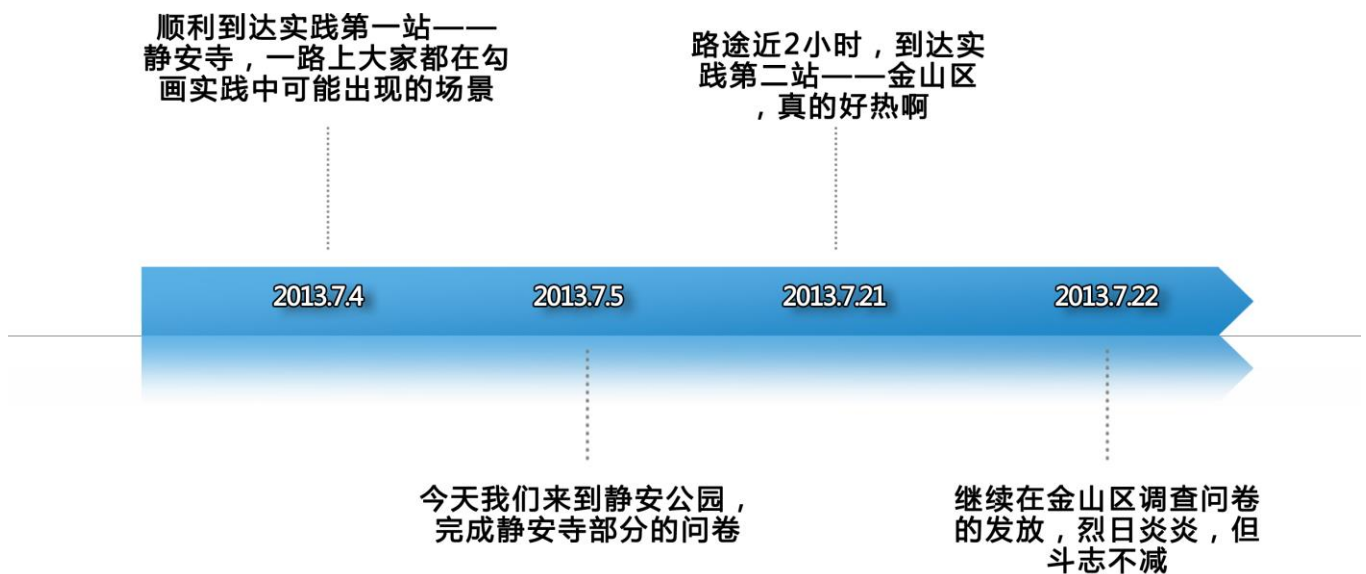 顺利到达实践第一站——
静安寺，一路上大家都在勾
画实践中可能出现的场景
路途近2小时，到达实
践第二站——金山区
，真的好热啊
2013.7.4
2013.7.5
2013.7.21
2013.7.22
今天我们来到静安公园，
完成静安寺部分的问卷
继续在金山区调查问卷
的发放，烈日炎炎，但
斗志不减